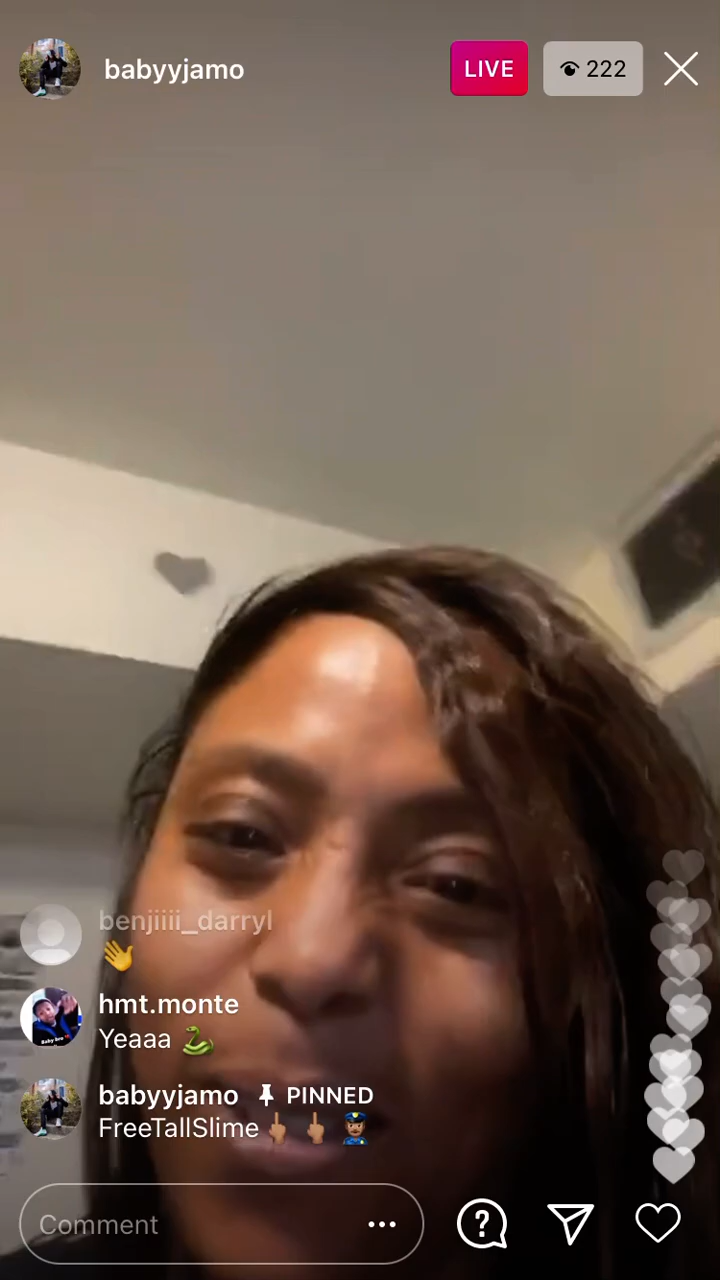 babyyjamo
LIVE
222
benjiiii_darryl
👋
hmt.monte
Yeaaa 🐍
babyyjamo 📌 PINNED
FreeTallSlime🖕🏽🖕🏽👮🏽‍♂️
Comment